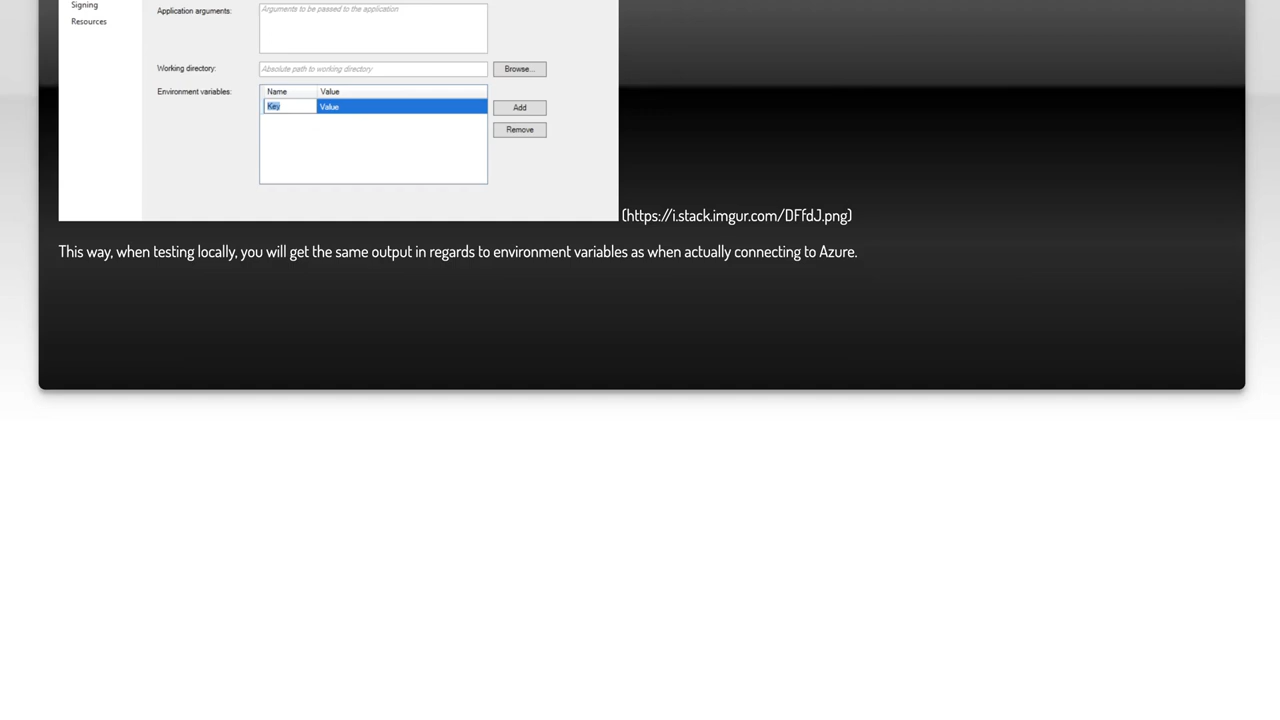 Signing
Application arguments:
Arguments to be passed to the application
Resources
Working directory:
Absolute path to working directory
Browse...
Environment variables:
Name
Value
Key
Value
Add
Remove
(https://i.stack.imgur.com/DFfdJ.png)
This way, when testing locally, you will get the same output in regards to environment variables as when actually connecting to Azure.